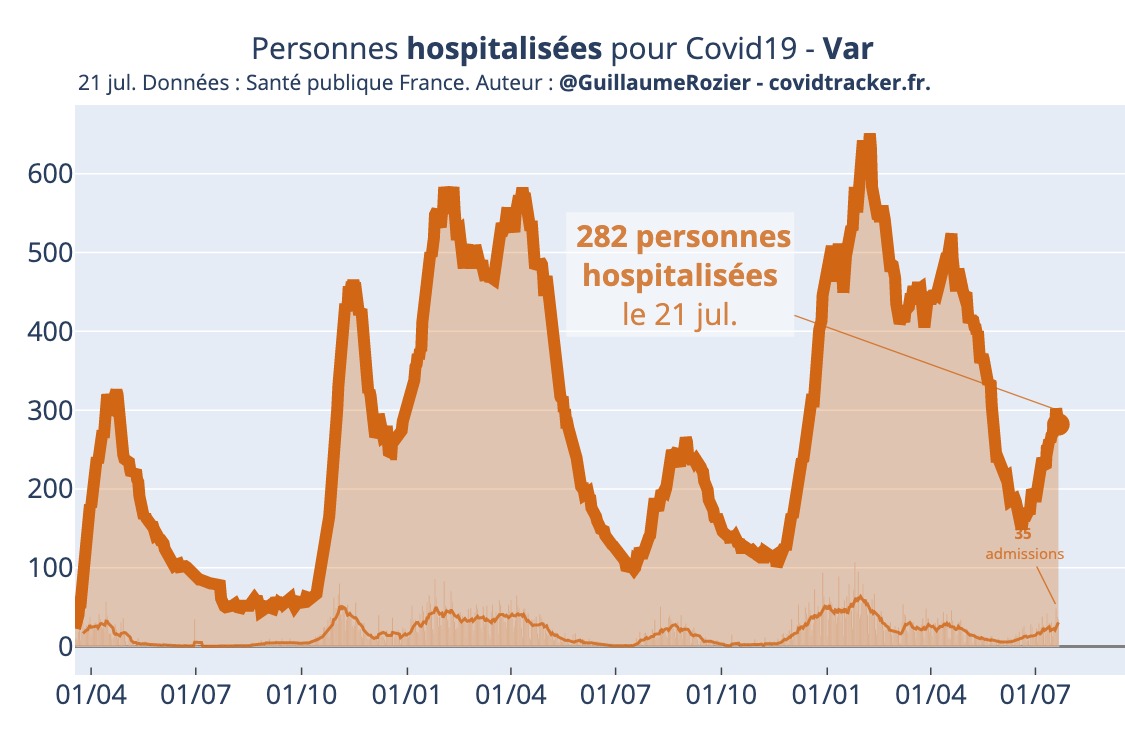 Personnes hospitalisées pour Covid19 - Var
21 jul. Données : Santé publique France. Auteur : @GuillaumeRozier - covidtracker.fr.
600
500
400
300
200
100
0
282 personnes
hospitalisées
le 21 jul.
35
admissions
01/04 01/07 01/10 01/01 01/04 01/07 01/10 01/01 01/04 01/07